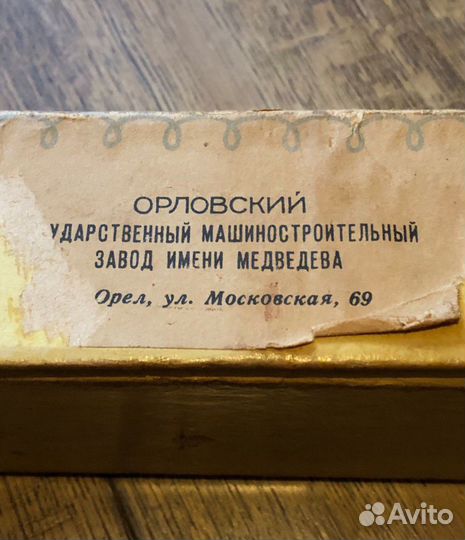 ОРЛОВСКИЙ
УДАРСТВЕННЫЙ МАШИНОСТРОИТЕЛЬНЫЙ
ЗАВОД ИМЕНИ МЕДВЕДЕВА
Орел, ул. Московская, 69
Avito